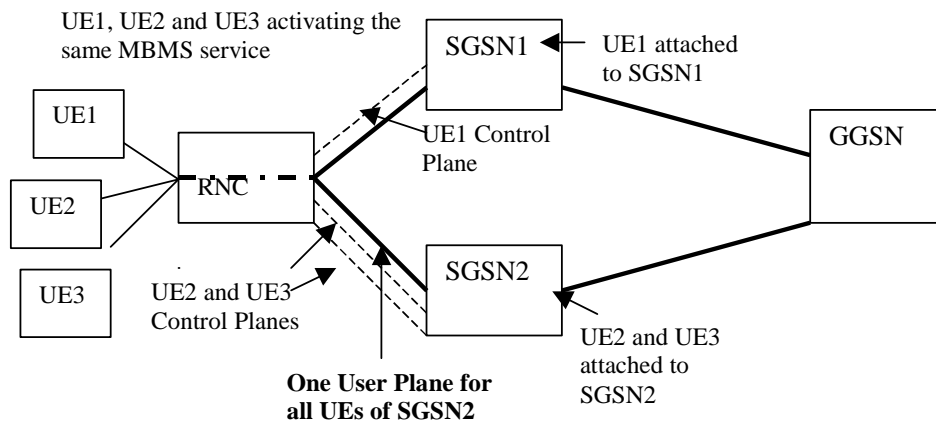 UE1, UE2 and UE3 activating the
same MBMS service
SGSN1
UE1 attached
to SGSN1
UE1
UE1 Control
Plane
GGSN
RNC
UE2
UE3
UE2 and UE3
Control Planes
SGSN2
UE2 and UE3
attached to
SGSN2
One User Plane for
all UEs of SGSN2